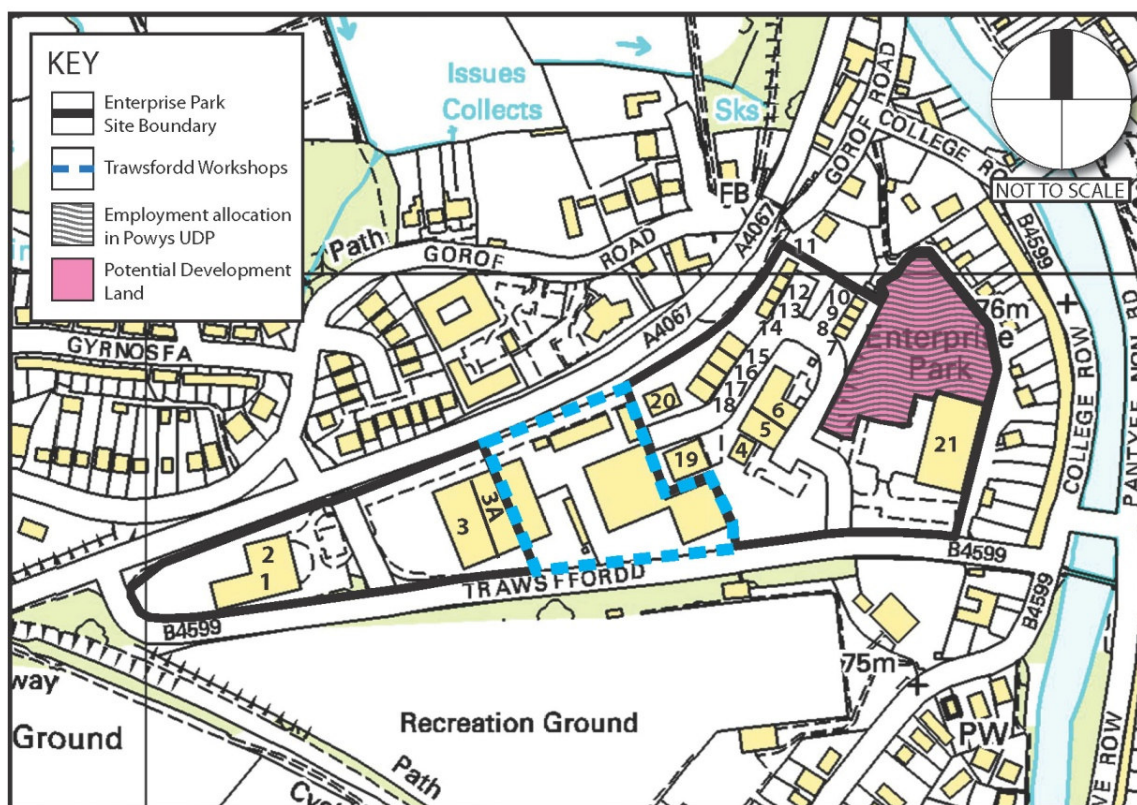 KEY
Enterprise Park
Site Boundary
Trawsfordd Workshops
Employment allocation
in Powys UDP
Potential Development
Land
Issues
Collects
Sks
FB
GOROF ROAD
COLLEGE RO
NOT TO SCALE
B4599
A4067
Path
GOROF ROAD
11
12
13
14
10
9
8
7
76m
Enterprise
Park
GYRNOSFA
A4067
15
16
17
18
20
6
5
4
19
21
COLLEGE ROW
3
3A
2
1
TRAWSFFORDD
B4599
B4599
B4599
75m
way
Ground
Recreation Ground
Path
PW